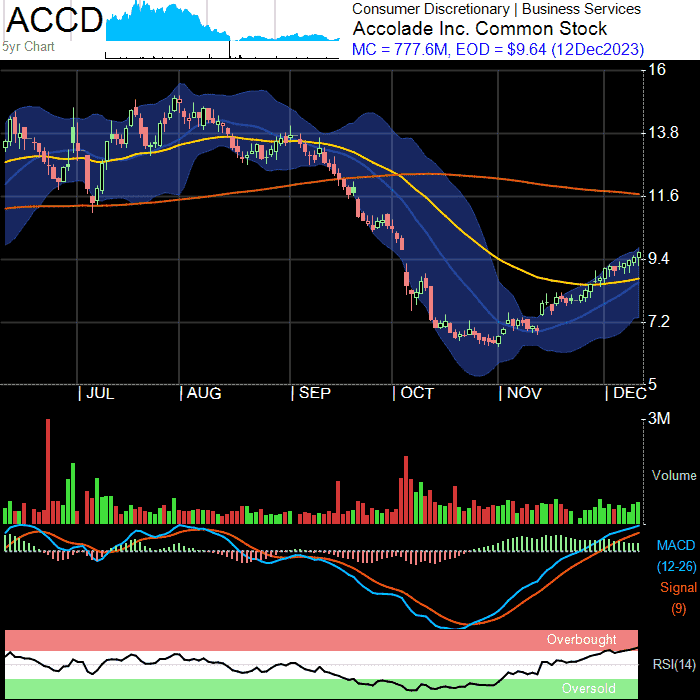 ACCD
5yr Chart
Consumer Discretionary | Business Services
Accolade Inc. Common Stock
MC = 777.6M, EOD = $9.64 (12Dec2023)
16
13.8
11.6
9.4
7.2
5
JUL
AUG
SEP
OCT
NOV
DEC
3M
Volume
MACD
(12-26)
Signal
(9)
Overbought
RSI(14)
Oversold